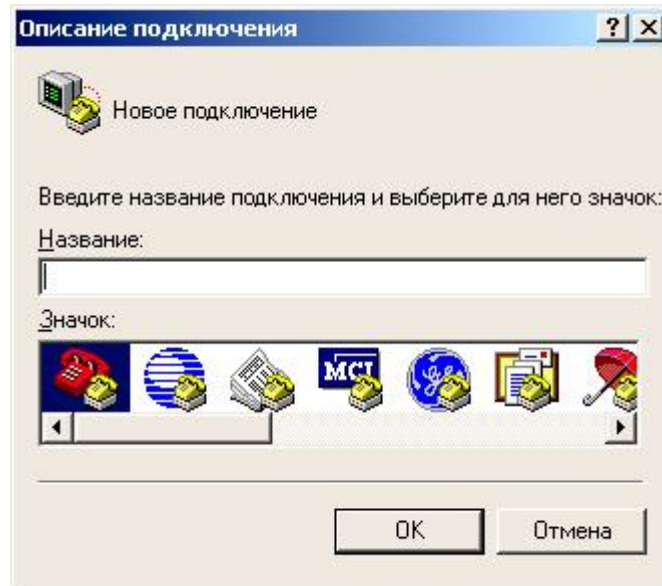 Описание подключения
Новое подключение
Введите название подключения и выберите для него значок:
Название:
Значок:
MCI
OK
Отмена